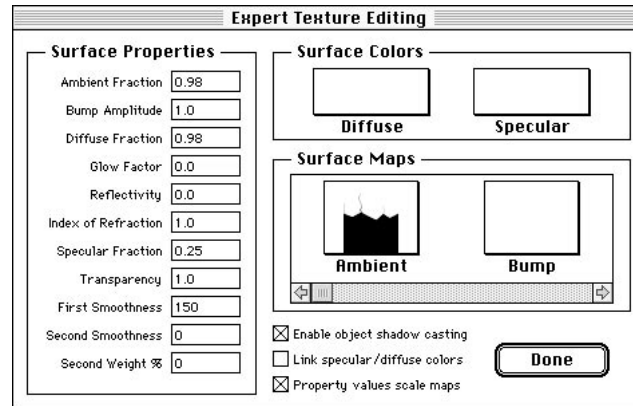 Expert Texture Editing
Surface Properties
Ambient Fraction 0.98
Bump Amplitude 1.0
Diffuse Fraction 0.98
Glow Factor 0.0
Reflectivity 0.0
Index of Refraction 1.0
Specular Fraction 0.25
Transparency 1.0
First Smoothness 150
Second Smoothness 0
Second Weight % 0
Surface Colors
Diffuse Specular
Surface Maps
Ambient Bump
Enable object shadow casting
Link specular/diffuse colors
Property values scale maps
Done